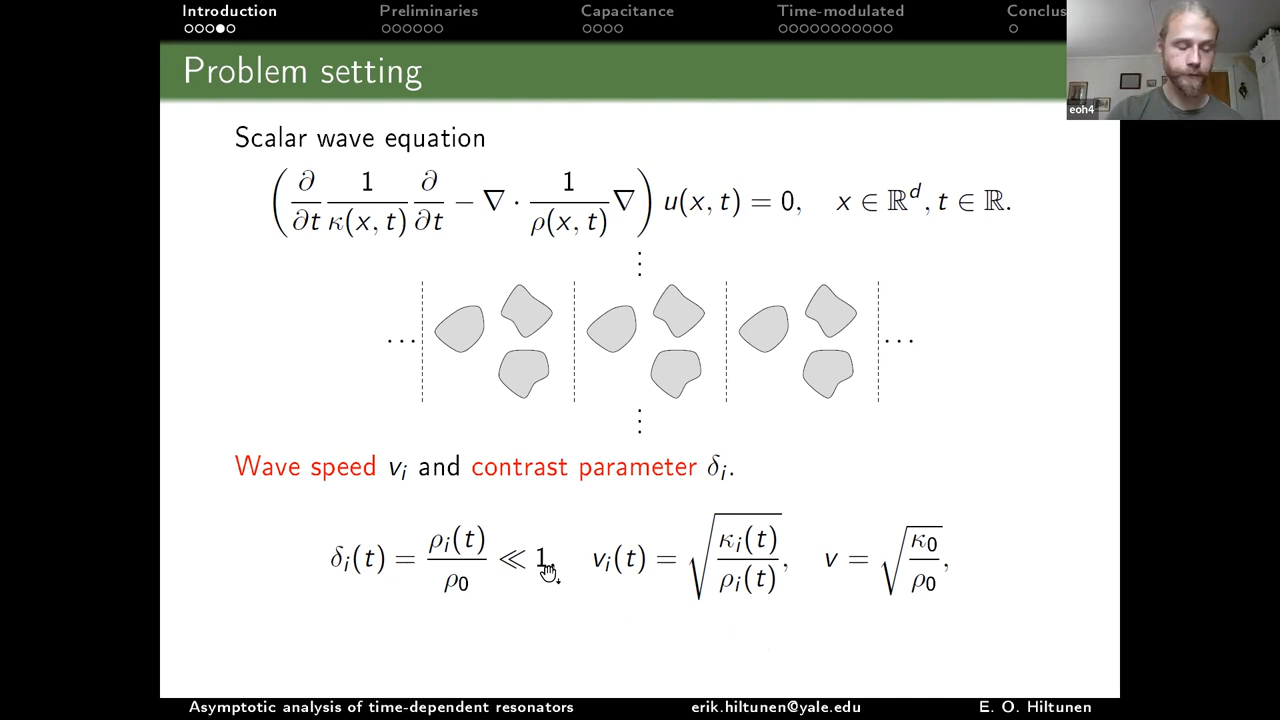 Introduction Preliminaries Capacitance Time-modulated Conclus
Problem setting
eoh4
Scalar wave equation
(∂/∂t 1/κ(x, t) ∂/∂t − ∇ · 1/ρ(x, t) ∇) u(x, t) = 0, x ∈ ℝ^d, t ∈ ℝ.
⋮
... ...
⋮
Wave speed v_i and contrast parameter δ_i.
δ_i(t) = ρ_i(t)/ρ_0 ≪ 1, v_i(t) = √(κ_i(t)/ρ_i(t)), v = √(κ_0/ρ_0),
Asymptotic analysis of time-dependent resonators erik.hiltunen@yale.edu E. O. Hiltunen